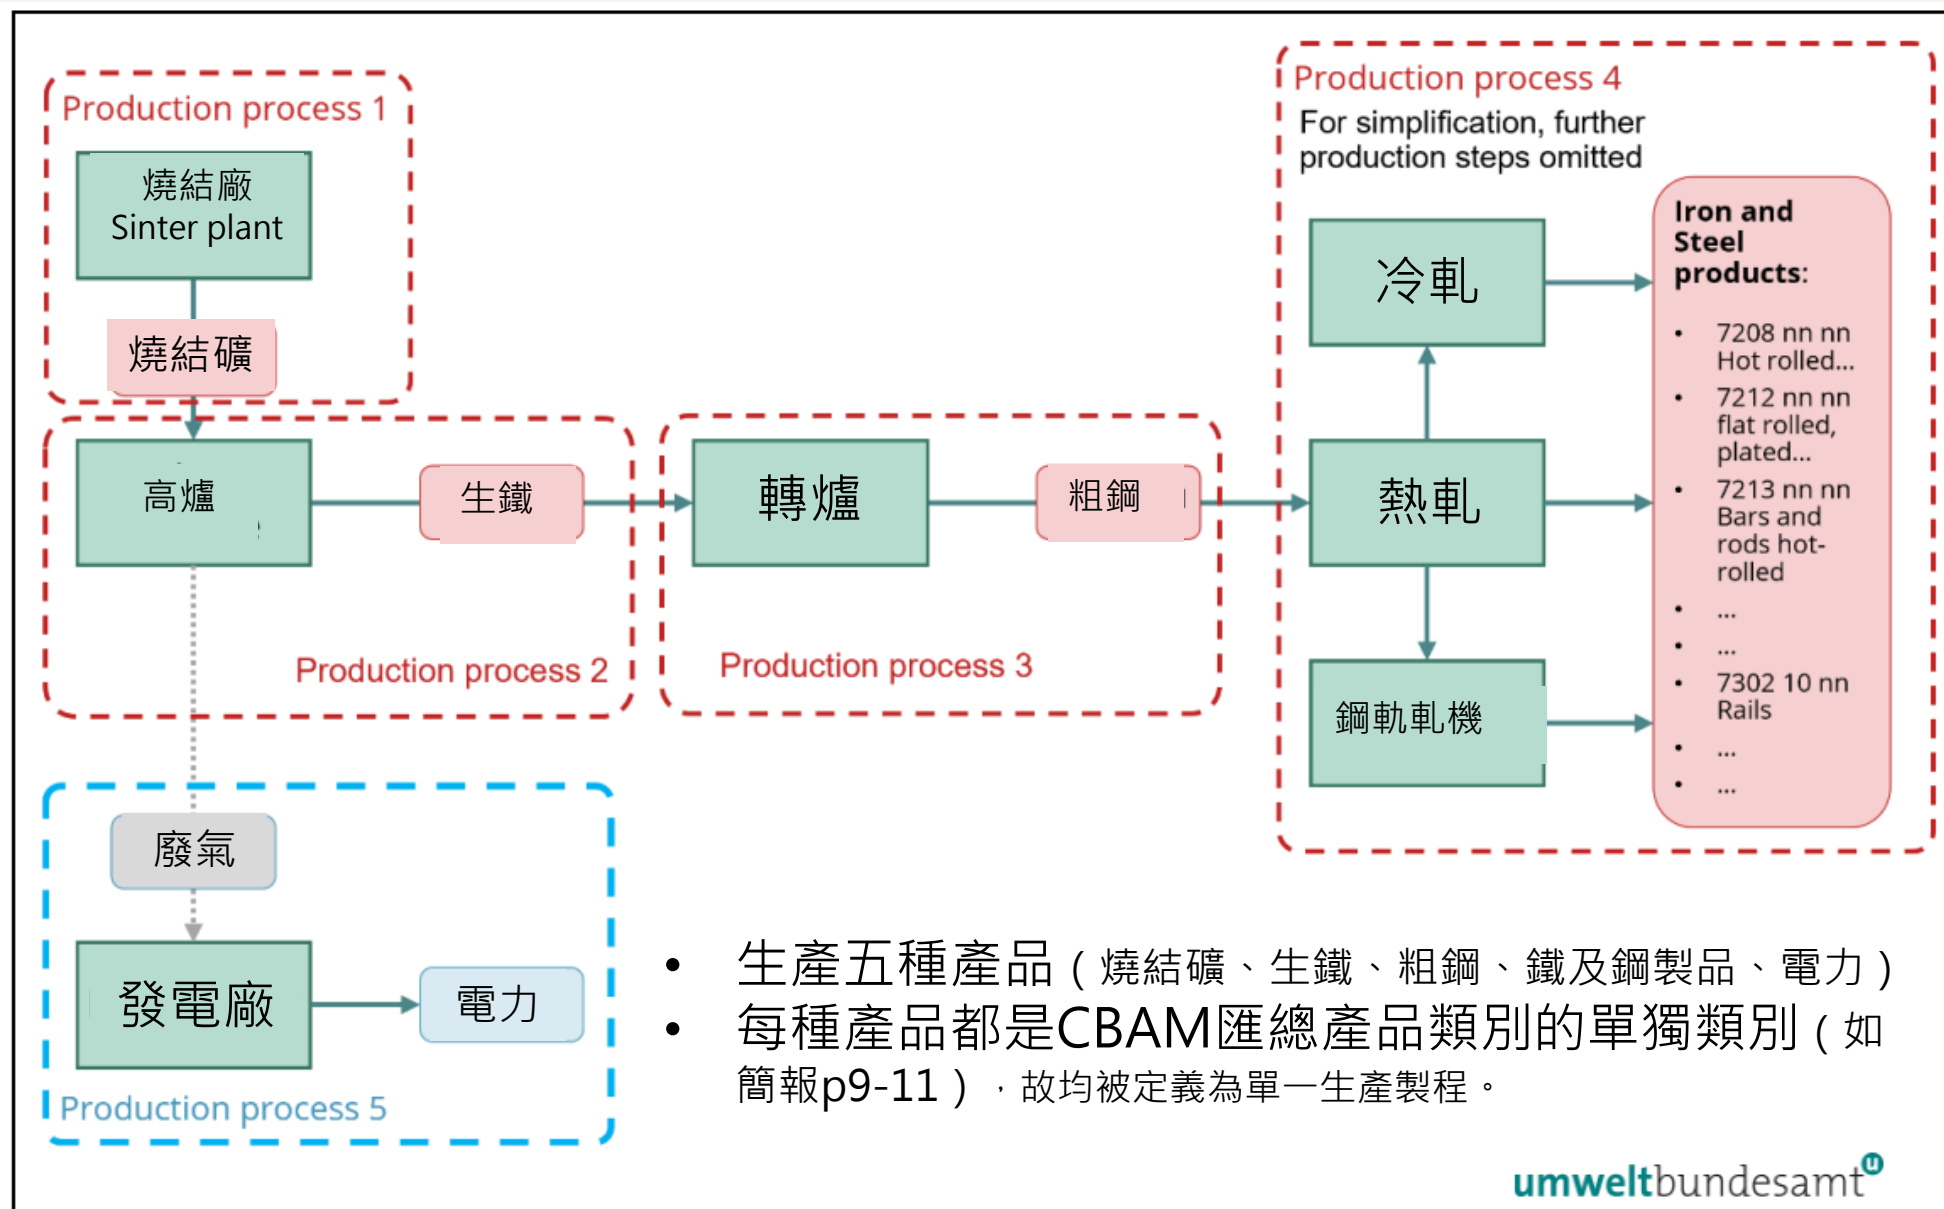 Production process 1
燒結廠
Sinter plant
燒結礦
高爐
生鐵
Production process 2
轉爐
粗鋼
Production process 3
Production process 4
For simplification, further
production steps omitted
冷軋
熱軋
鋼軌軋機
Iron and
Steel
products:
• 7208 nn nn
Hot rolled...
• 7212 nn nn
flat rolled,
plated...
• 7213 nn nn
Bars and
rods hot-
rolled
• ...
• ...
• 7302 10 nn
Rails
• ...
• ...
廢氣
發電廠
電力
Production process 5
• 生產五種產品（燒結礦、生鐵、粗鋼、鐵及鋼製品、電力）
• 每種產品都是CBAM匯總產品類別的單獨類別（如
簡報p9-11），故均被定義為單一生產製程。
umweltbundesamt u